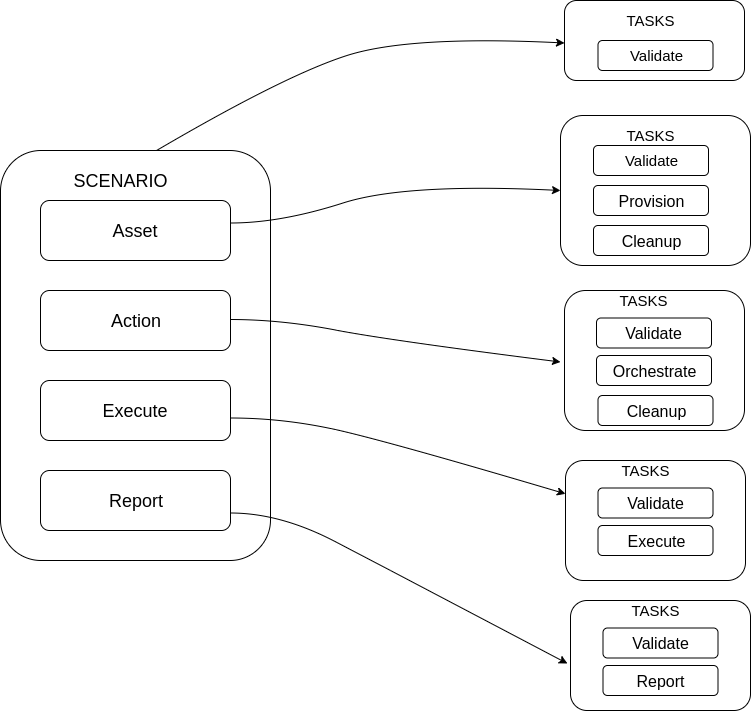 SCENARIO
Asset
Action
Execute
Report
TASKS
Validate
TASKS
Validate
Provision
Cleanup
TASKS
Validate
Orchestrate
Cleanup
TASKS
Validate
Execute
TASKS
Validate
Report